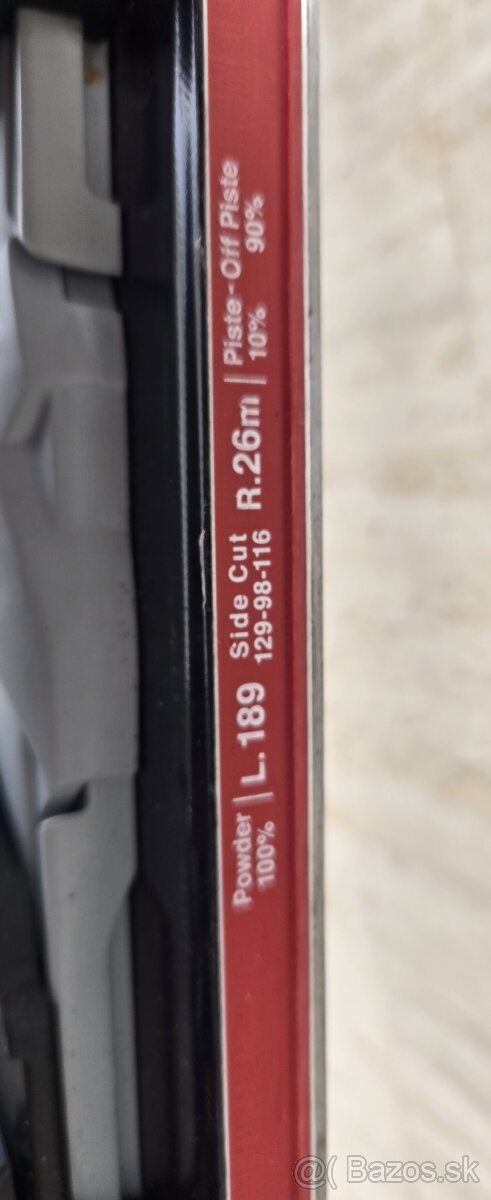 Powder | L. 189 Side Cut R.26m | Piste - Off Piste
100% 129-98-116 10% 90%
@( Bazos.sk